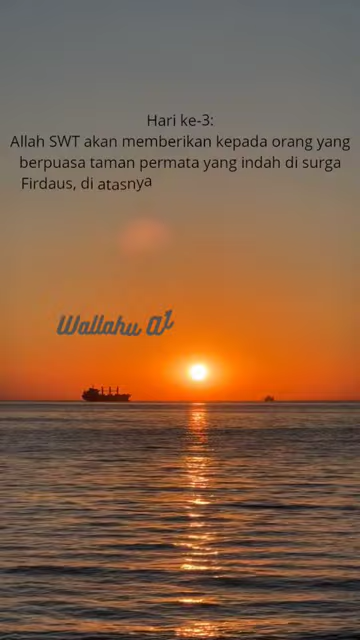 Hari ke-3:
Allah SWT akan memberikan kepada orang yang
berpuasa taman permata yang indah di surga
Firdaus, di atasnya
Wallahu a'l